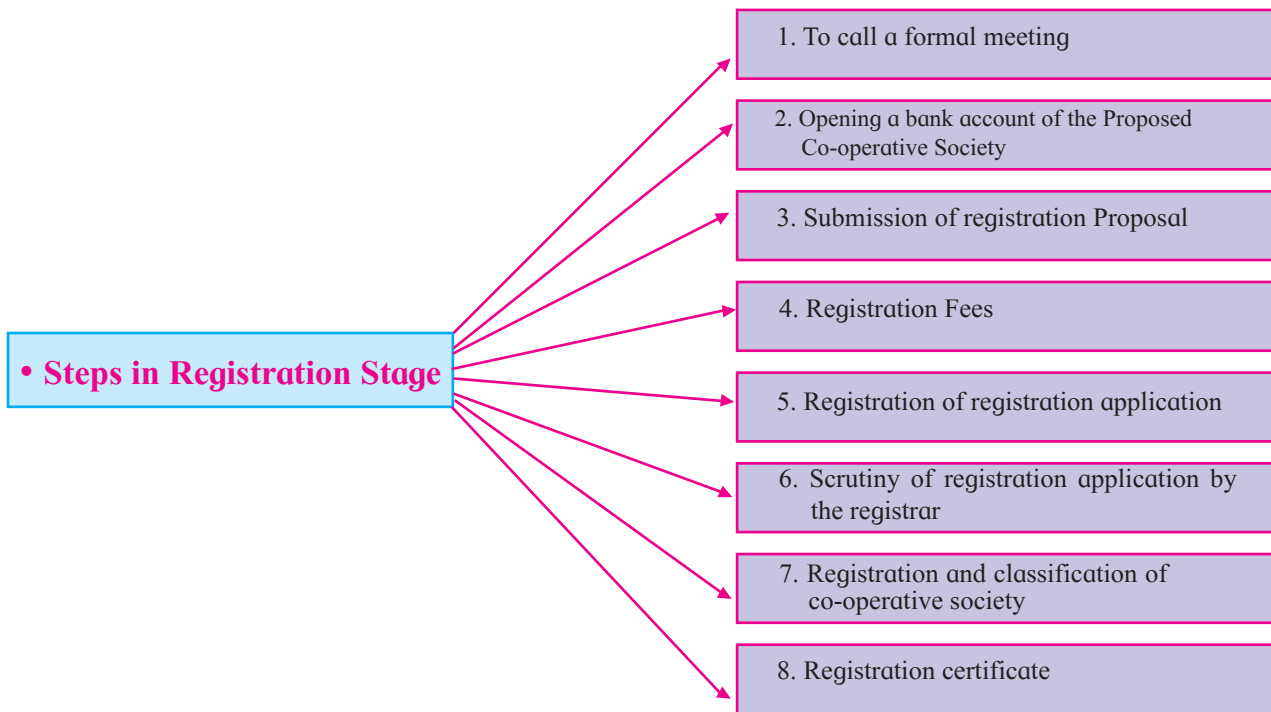 • Steps in Registration Stage
1. To call a formal meeting
2. Opening a bank account of the Proposed
Co-operative Society
3. Submission of registration Proposal
4. Registration Fees
5. Registration of registration application
6. Scrutiny of registration application by
the registrar
7. Registration and classification of
co-operative society
8. Registration certificate